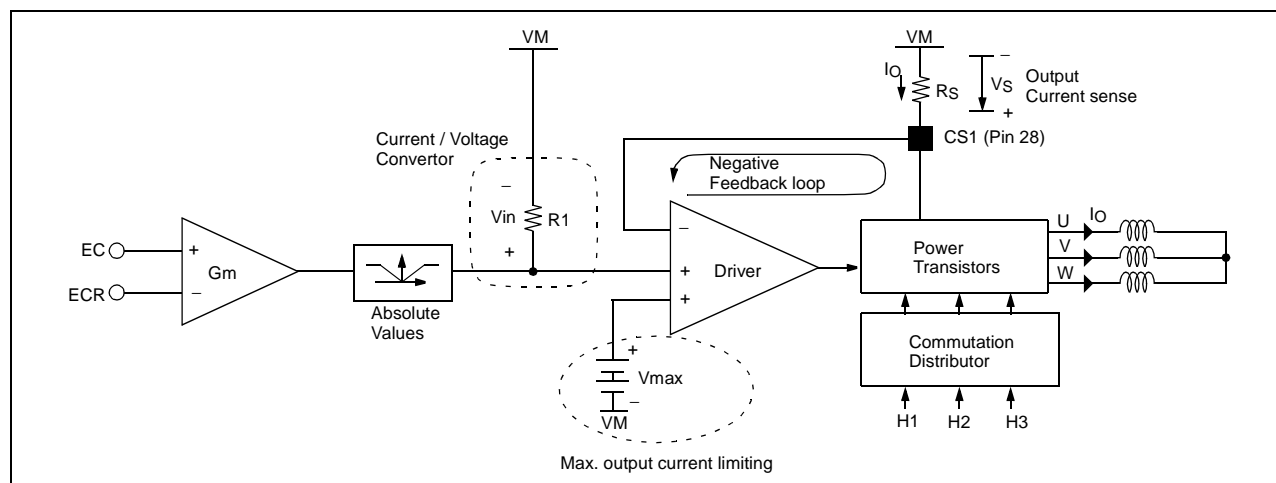 VM
VM
IO
RS
−
VS
+
Output
Current sense
CS1 (Pin 28)
Current / Voltage
Convertor
Negative
Feedback loop
−
Vin
+
R1
EC
ECR
+
−
Gm
Absolute
Values
−
+
+
Driver
Power
Transistors
U
V
W
IO
Commutation
Distributor
H1
H2
H3
+
Vmax
−
VM
Max. output current limiting